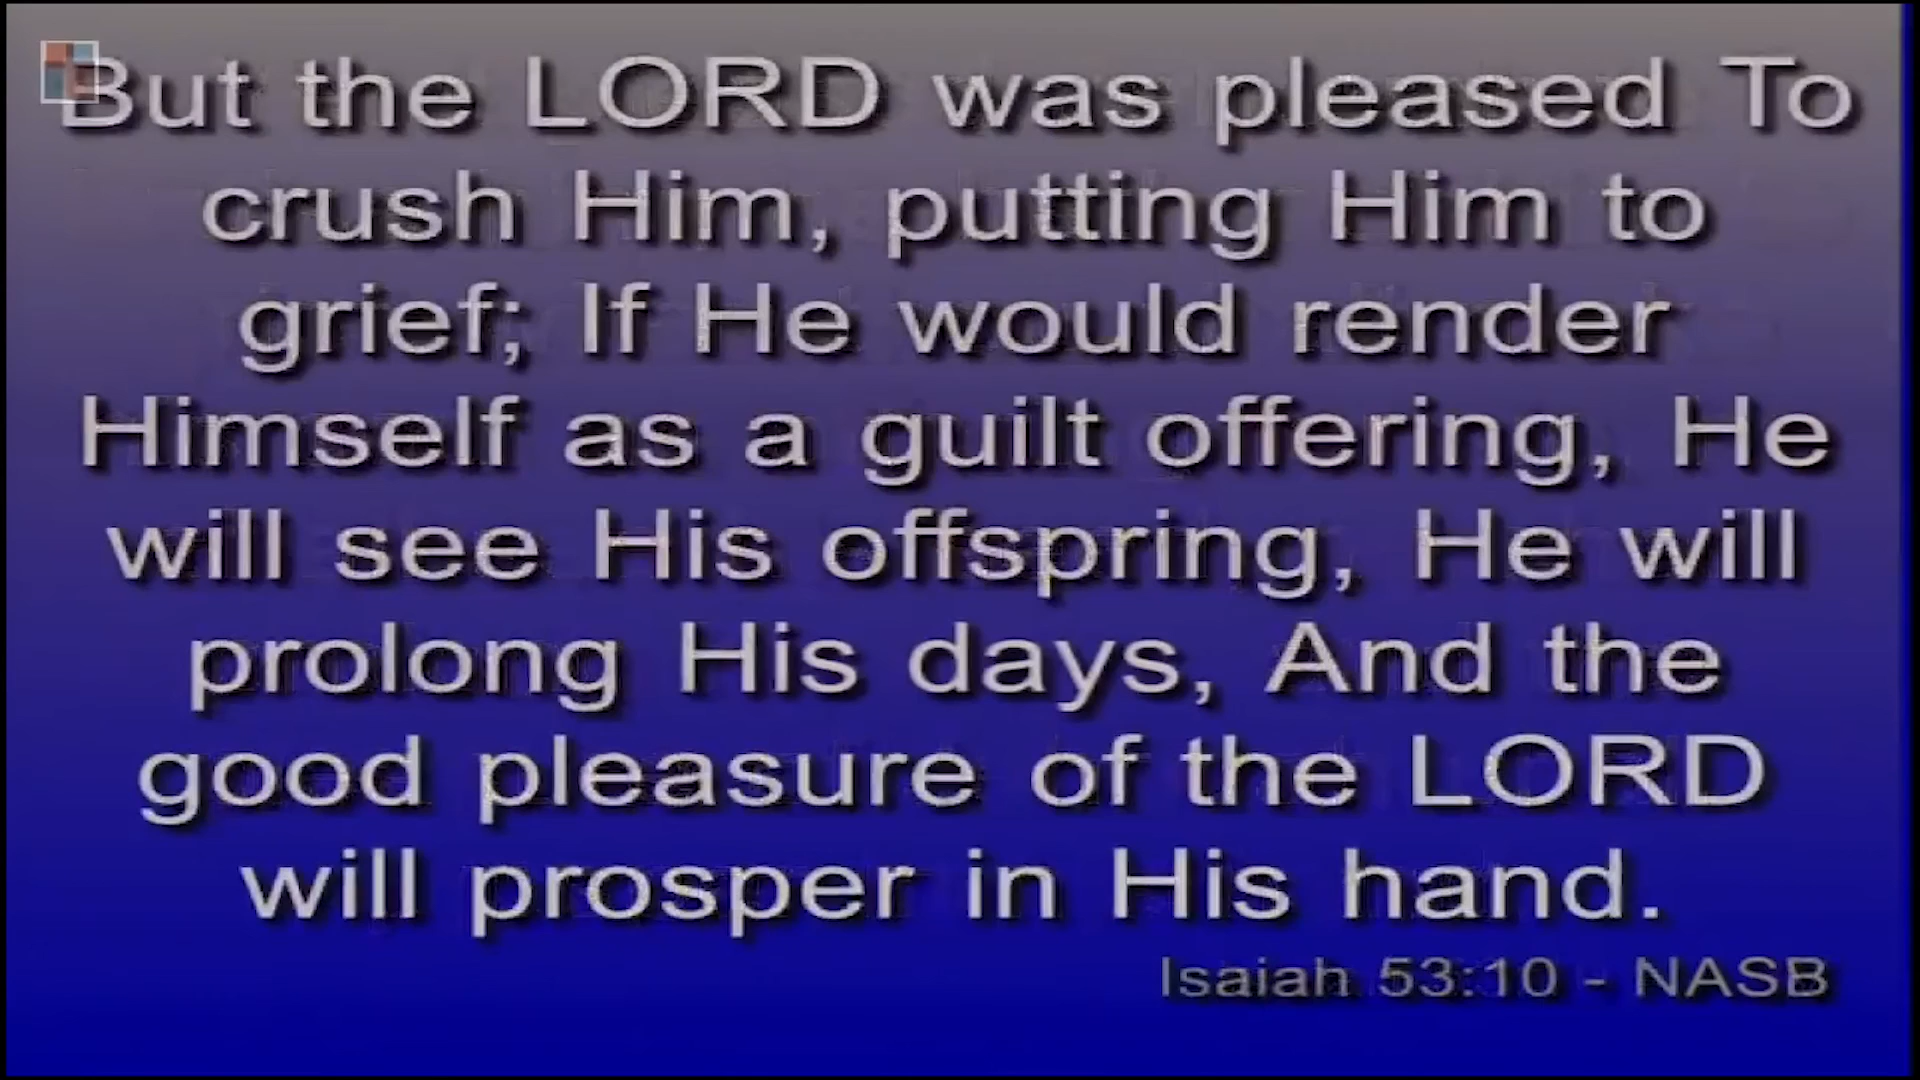 But the LORD was pleased To
crush Him, putting Him to
grief; If He would render
Himself as a guilt offering, He
will see His offspring, He will
prolong His days, And the
good pleasure of the LORD
will prosper in His hand.
Isaiah 53:10 - NASB